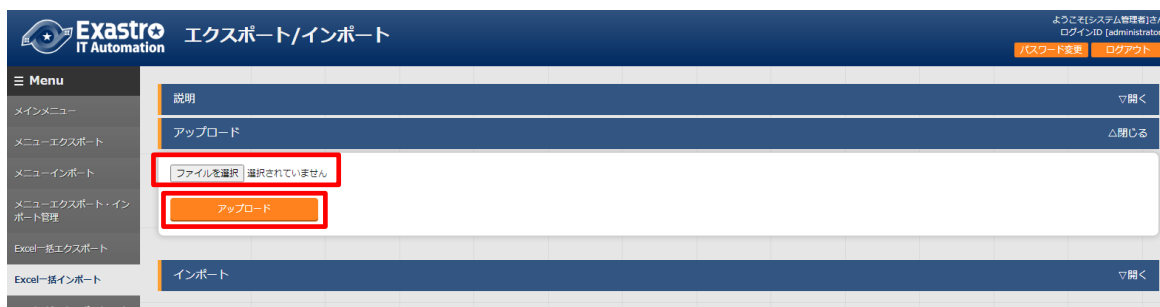 Exastro
IT Automation
エクスポート/インポート
ようこそ[システム管理者]さん
ログインID [administrator
パスワード変更
ログアウト
Menu
メインメニュー
メニューエクスポート
メニューインポート
メニューエクスポート・イン
ポート管理
Excel一括エクスポート
Excel一括インポート
説明
▽開く
アップロード
△閉じる
ファイルを選択 選択されていません
アップロード
インポート
▽開く